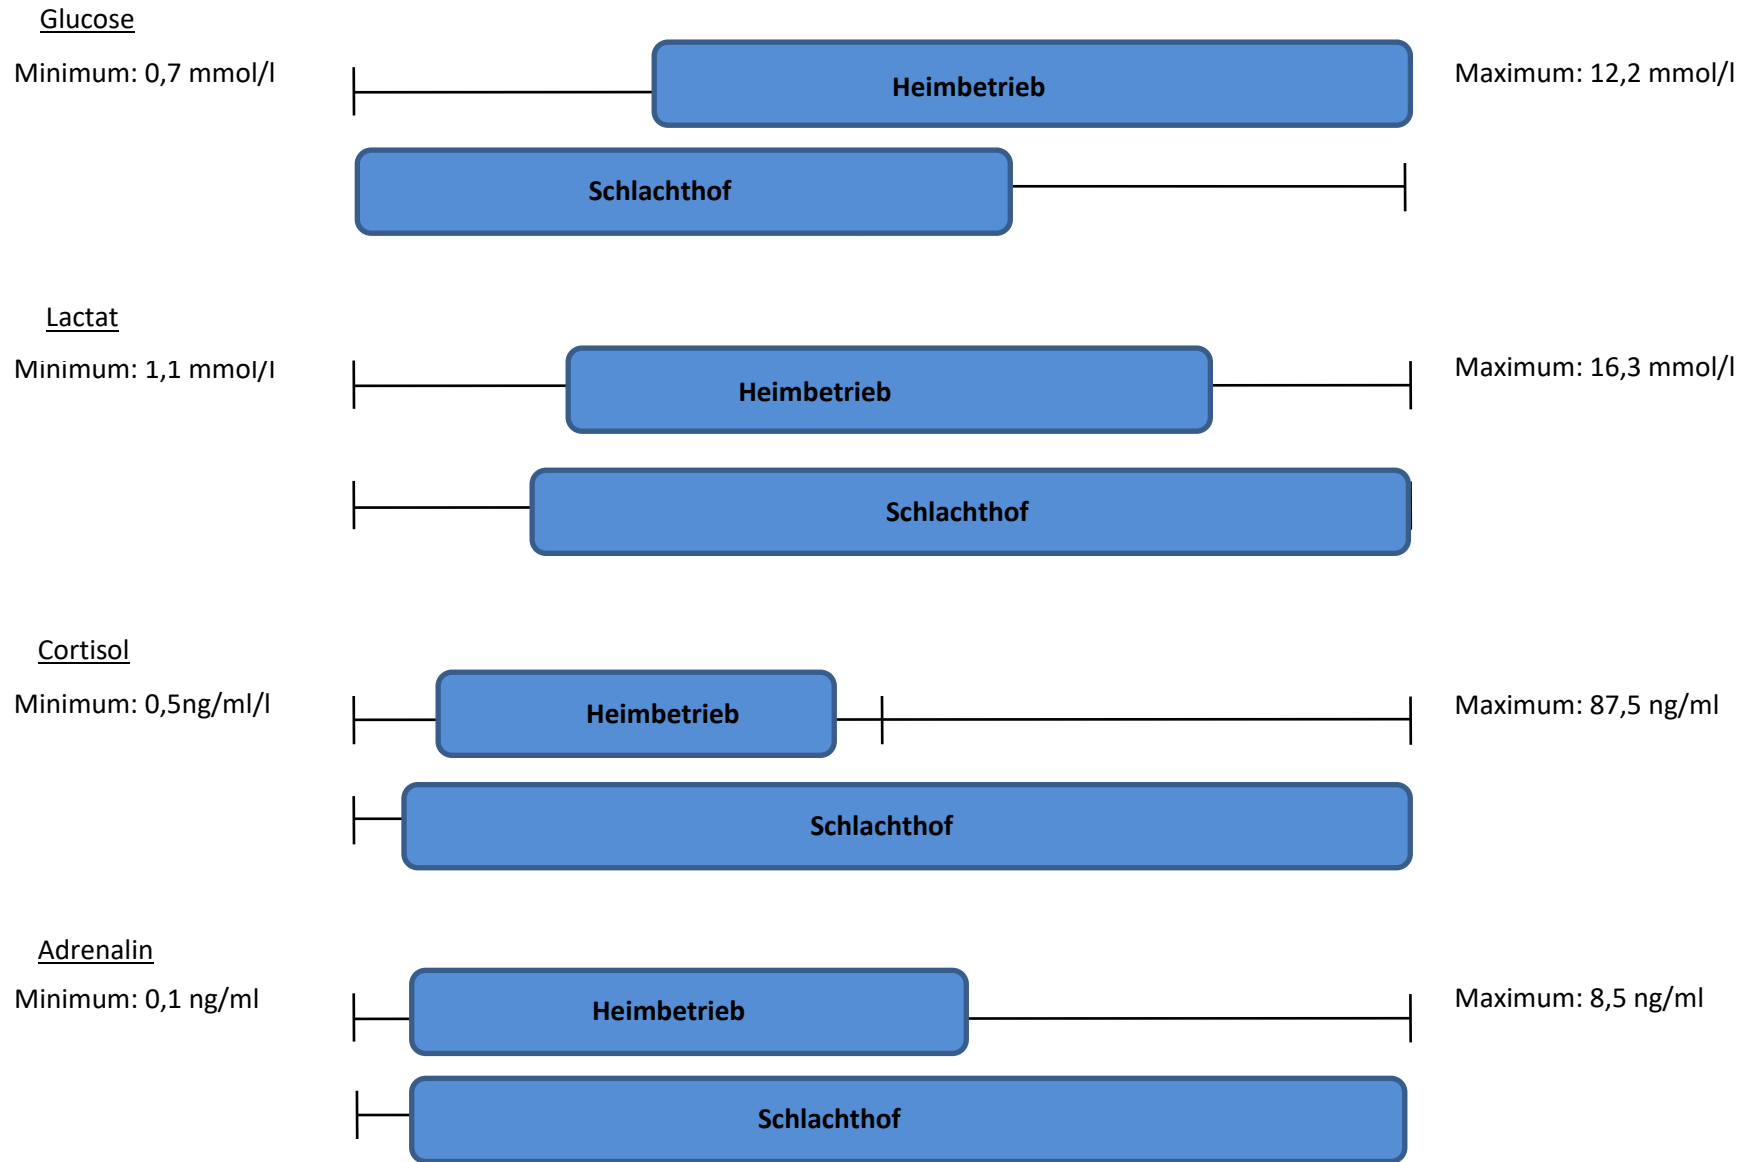 Glucose
Minimum: 0,7 mmol/l
Heimbetrieb
Maximum: 12,2 mmol/l
Schlachthof
Lactat
Minimum: 1,1 mmol/l
Heimbetrieb
Maximum: 16,3 mmol/l
Schlachthof
Cortisol
Minimum: 0,5ng/ml/l
Heimbetrieb
Maximum: 87,5 ng/ml
Schlachthof
Adrenalin
Minimum: 0,1 ng/ml
Heimbetrieb
Maximum: 8,5 ng/ml
Schlachthof